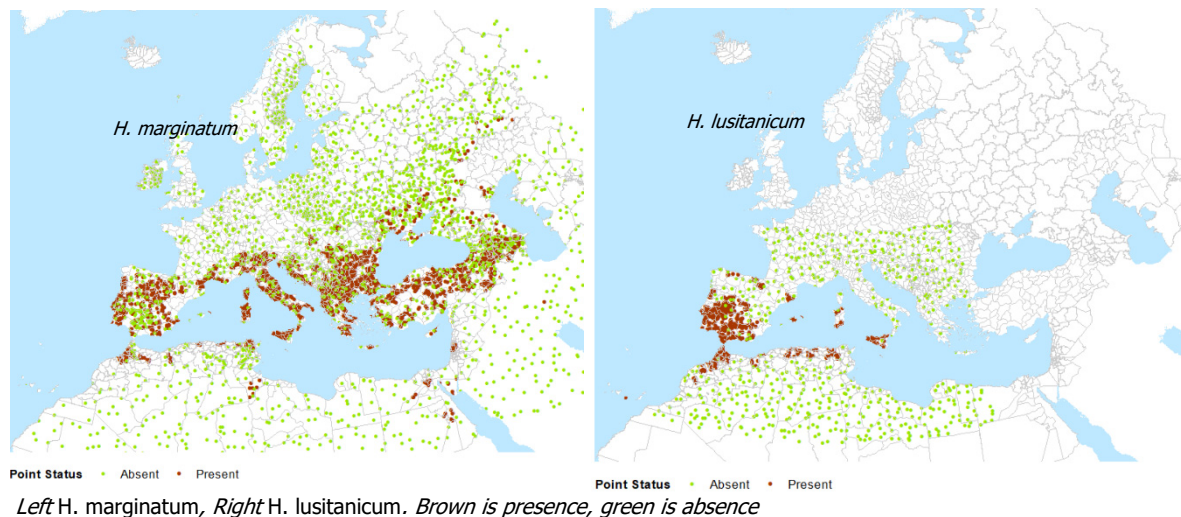 H. marginatum
H. lusitanicum
Point Status • Absent • Present
Point Status • Absent • Present
Left H. marginatum, Right H. lusitanicum. Brown is presence, green is absence